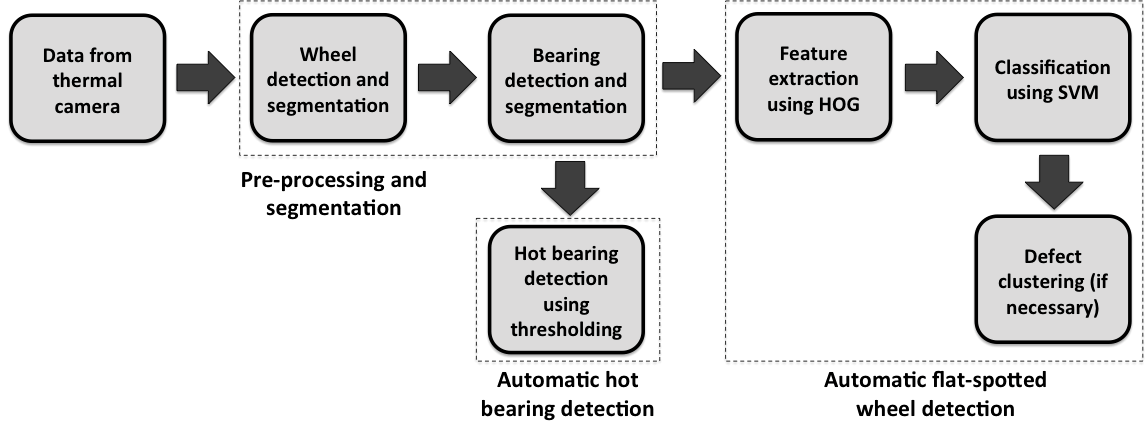 Data from
thermal
camera
Wheel
detection and
segmentation
Bearing
detection and
segmentation
Feature
extraction
using HOG
Classification
using SVM
Pre-processing and
segmentation
Hot bearing
detection
using
thresholding
Defect
clustering (if
necessary)
Automatic hot
bearing detection
Automatic flat-spotted
wheel detection